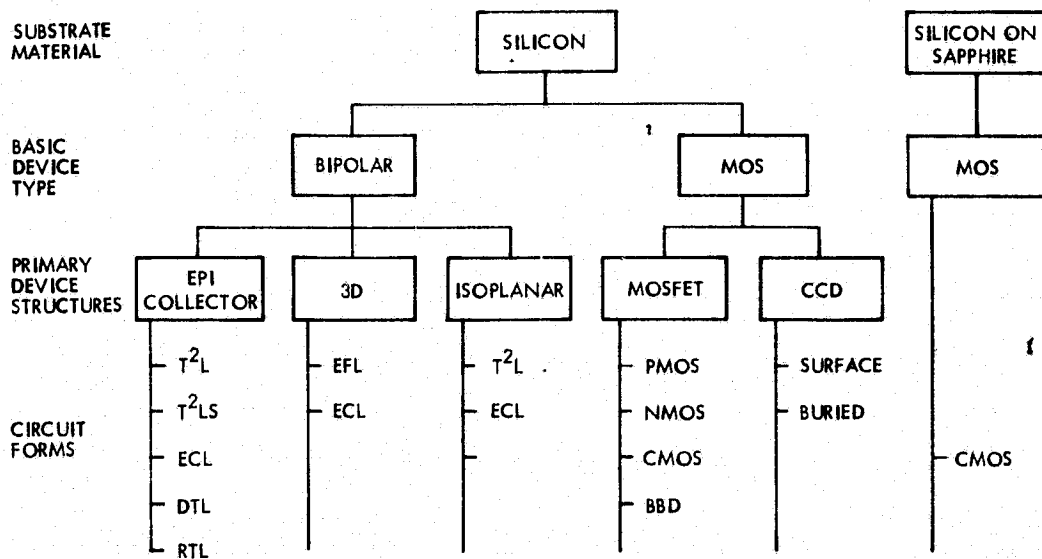 SUBSTRATE
MATERIAL
SILICON
SILICON ON
SAPPHIRE
BASIC
DEVICE
TYPE
BIPOLAR
MOS
MOS
PRIMARY
DEVICE
STRUCTURES
EPI
COLLECTOR
3D
ISOPLANAR
MOSFET
CCD
CIRCUIT
FORMS
T²L
T²LS
ECL
DTL
RTL
EFL
ECL
T²L
ECL
PMOS
NMOS
CMOS
BBD
SURFACE
BURIED
CMOS